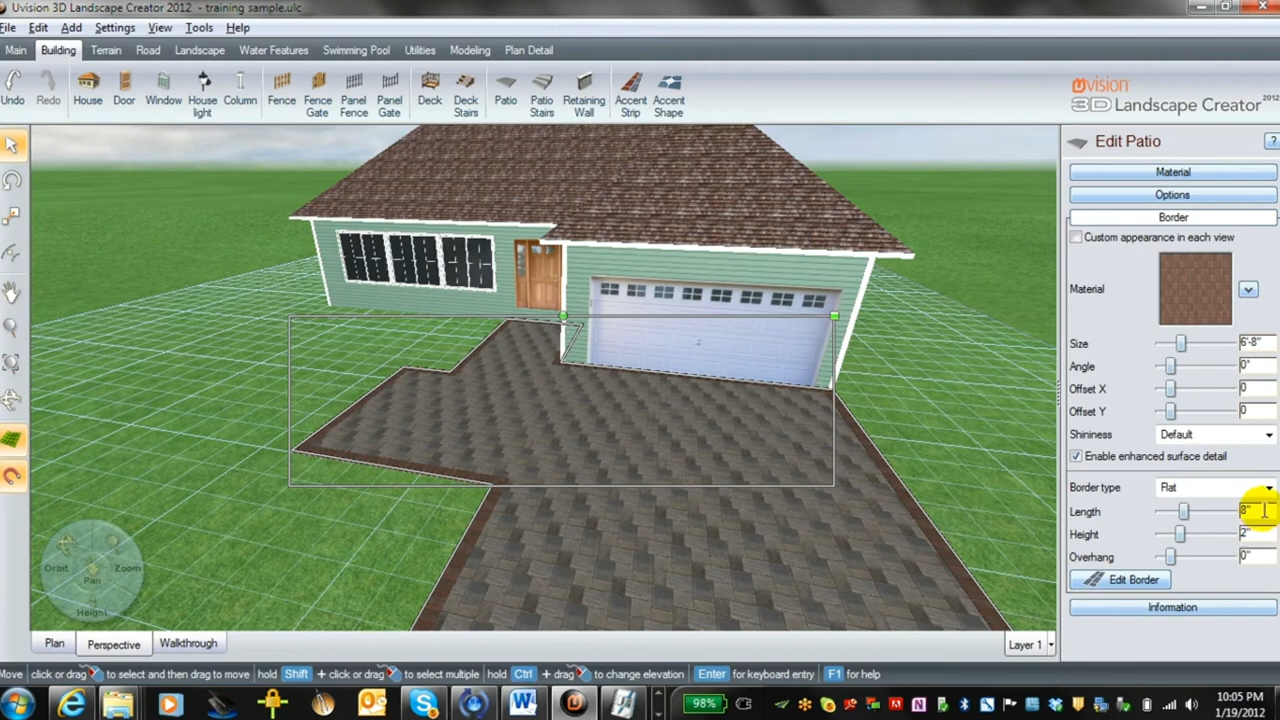 Uvision 3D Landscape Creator 2012 - training sample.ulc
File Edit Add Settings View Tools Help
Main Building Terrain Road Landscape Water Features Swimming Pool Utilities Modeling Plan Detail
Undo Redo House Door Window House light Column Fence Fence Gate Panel Fence Panel Gate Deck Deck Stairs Patio Patio Stairs Retaining Wall Accent Strip Accent Shape
uvision
3D Landscape Creator 2012
Edit Patio ?
Material
Options
Border
Custom appearance in each view
Material
Size 6'-8"
Angle 0°
Offset X 0
Offset Y 0
Shininess Default
Enable enhanced surface detail
Border type Flat
Length 8"
Height 2"
Overhang 0"
Edit Border
Information
Orbit Pan Zoom
Height
Plan Perspective Walkthrough Layer 1
Move click or drag to select and then drag to move hold Shift + click or drag to select multiple hold Ctrl + drag to change elevation Enter for keyboard entry F1 for help
98%
10:05 PM
1/19/2012